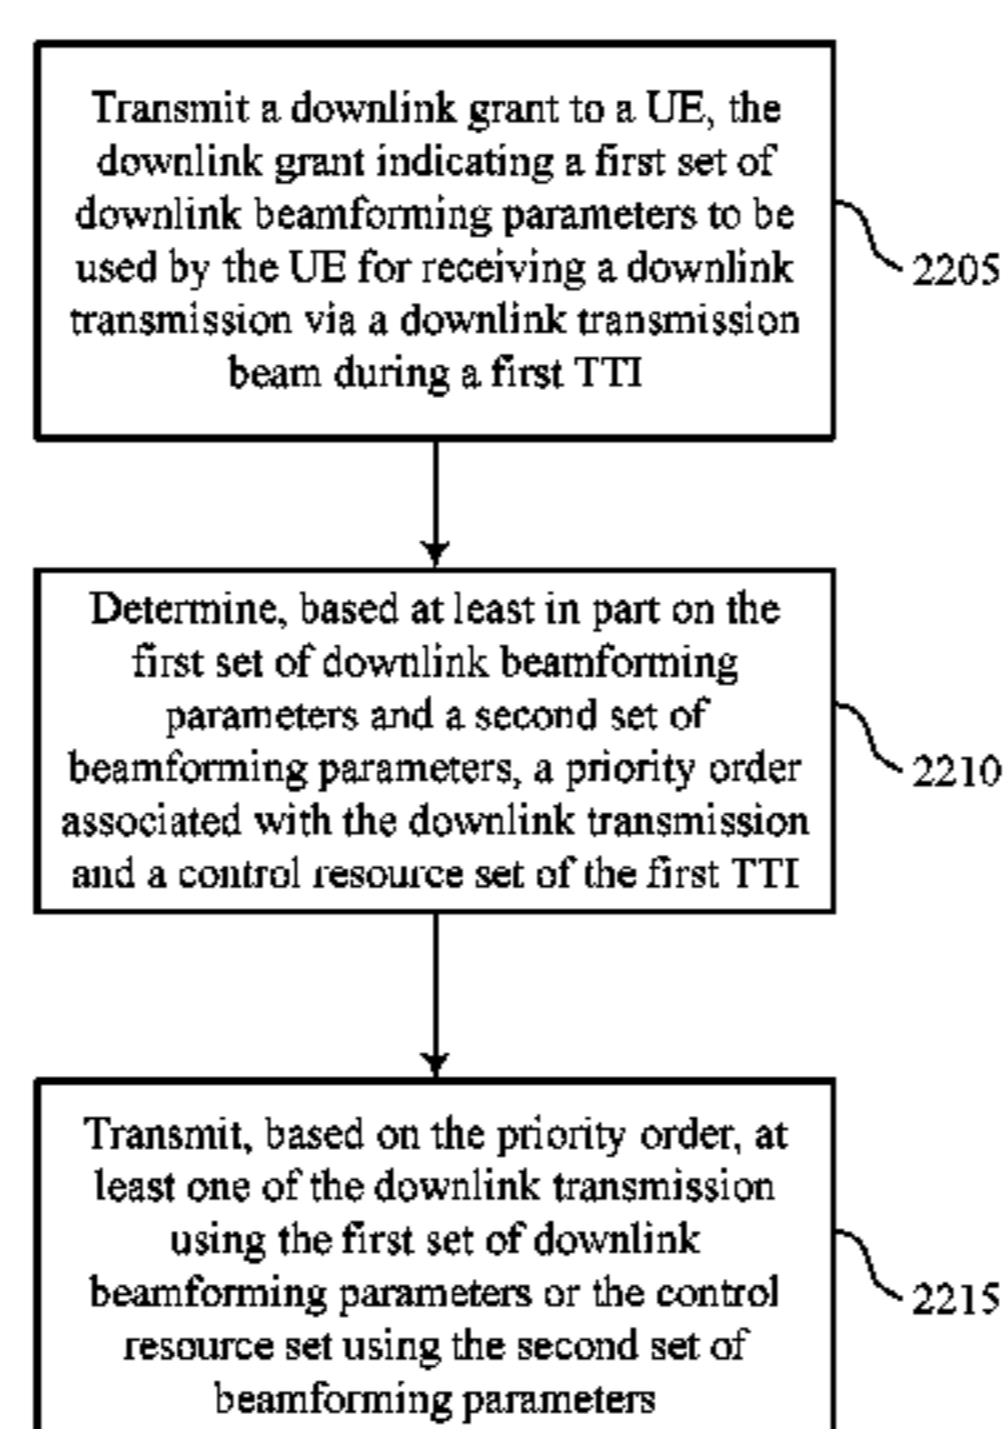 Transmit a downlink grant to a UE, the
downlink grant indicating a first set of
downlink beamforming parameters to be
used by the UE for receiving a downlink
transmission via a downlink transmission
beam during a first TTI
2205
Determine, based at least in part on the
first set of downlink beamforming
parameters and a second set of
beamforming parameters, a priority order
associated with the downlink transmission
and a control resource set of the first TTI
2210
Transmit, based on the priority order, at
least one of the downlink transmission
using the first set of downlink
beamforming parameters or the control
resource set using the second set of
beamforming parameters
2215